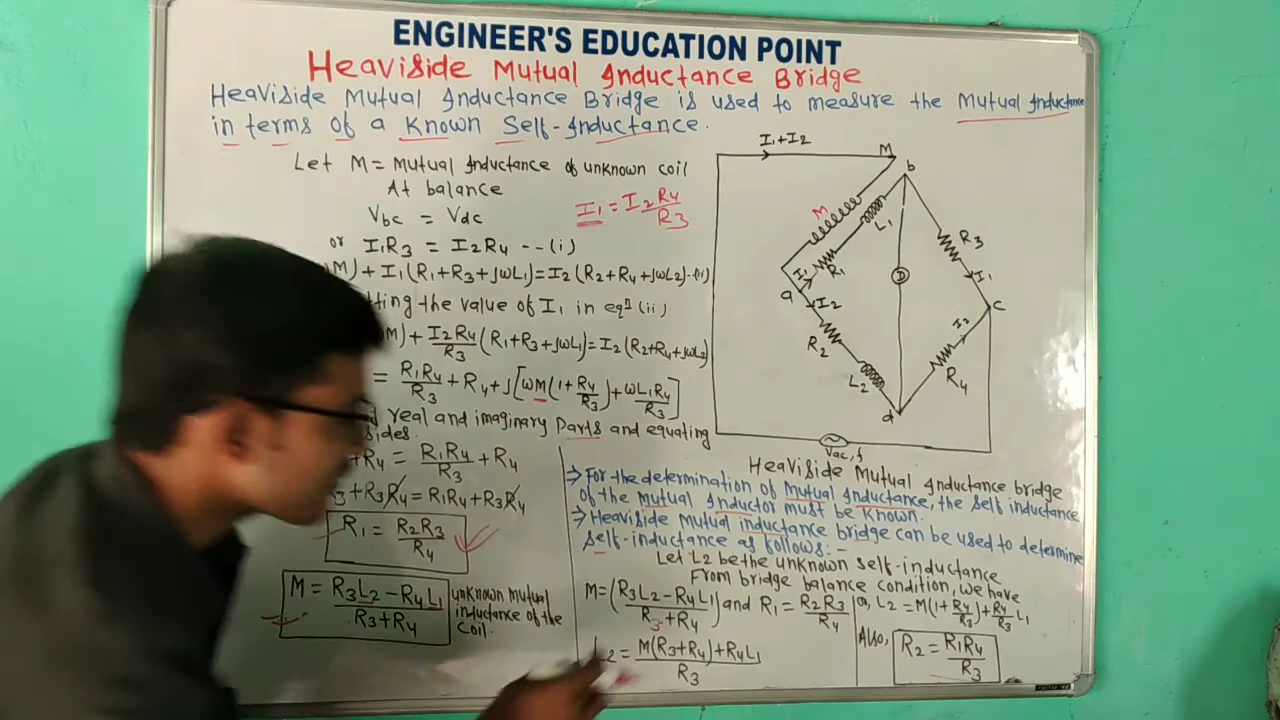 ENGINEER'S EDUCATION POINT
Heaviside Mutual Inductance Bridge
Heaviside Mutual Inductance Bridge is used to measure the Mutual Inductance
in terms of a Known Self-Inductance.
Let M = Mutual Inductance of unknown coil
At balance
Vbc = Vdc
I1 = I2R4/R3
or I1R3 = I2R4 --(i)
M) + I1(R1+R3+jωL1) = I2(R2+R4+jωL2)-(ii)
tting the value of I1 in eqn (ii)
M) + I2R4/R3 (R1+R3+jωL1) = I2(R2+R4+jωL2)
= R1R4/R3 + R4 + j[ωM(1+R4/R3) + ωL1R4/R3]
real and imaginary Parts and equating
sides.
+R4 = R1R4/R3 + R4
R3 + R3R4 = R1R4 + R3R4
R1 = R2R3/R4
M = R3L2 - R4L1/R3+R4
unknown mutual
inductance of the
coil.
I1+I2
M
b
M
L1
R3
I1
R1
I1
D
a
I2
c
R2
I2
L2
R4
d
Vac, f
Heaviside Mutual Inductance bridge
⇒ For the determination of Mutual Inductance, the self inductance
of the mutual Inductor must be known.
⇒ Heaviside mutual inductance bridge can be used to determine
self-inductance as follows:-
Let L2 be the unknown self-inductance
From bridge balance condition, we have
M = (R3L2 - R4L1/R3+R4) and R1 = R2R3/R4
or, L2 = M(1+R4/R3)+R4/R3 L1
L2 = M(R3+R4)+R4L1/R3
Also, R2 = R1R4/R3